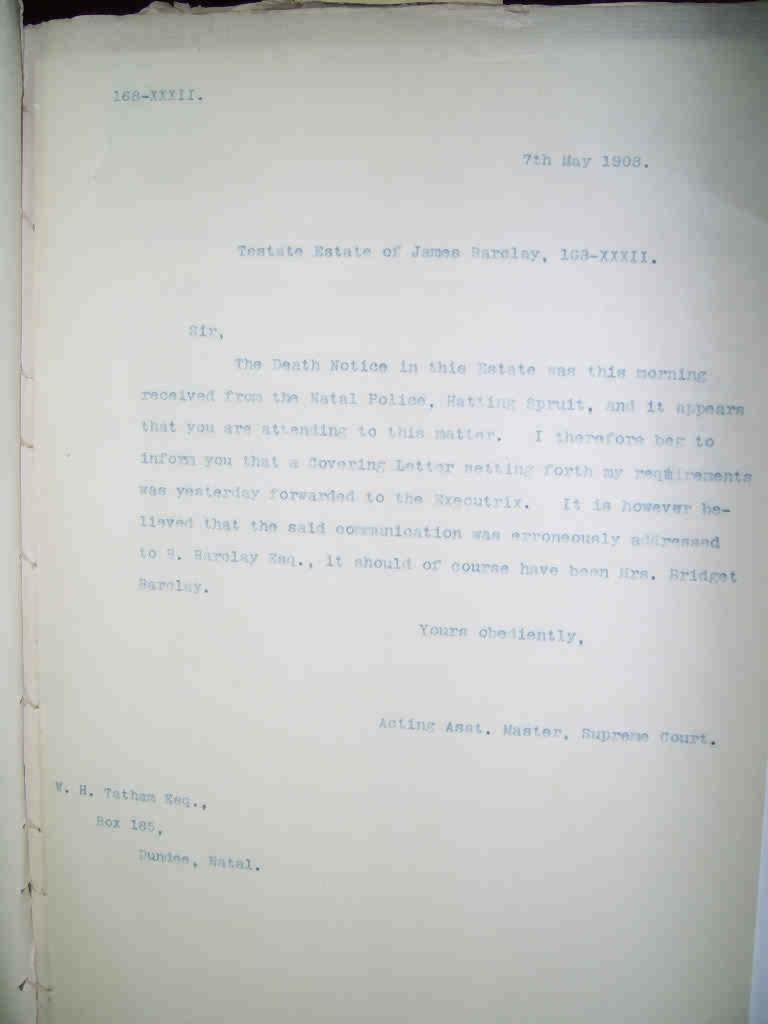 168-XXXII.
7th May 1908.
Testate Estate of James Barclay, 168-XXXII.
Sir,
The Death Notice in this Estate was this morning
received from the Natal Police, Hatting Spruit, and it appears
that you are attending to this matter. I therefore beg to
inform you that a Covering Letter setting forth my requirements
was yesterday forwarded to the Executrix. It is however be-
lieved that the said communication was erroneously addressed
to B. Barclay Esq., it should of course have been Mrs. Bridget
Barclay.
Yours obediently,
Acting Asst. Master, Supreme Court.
W. H. Tatham Esq.,
Box 185,
Dundee, Natal.